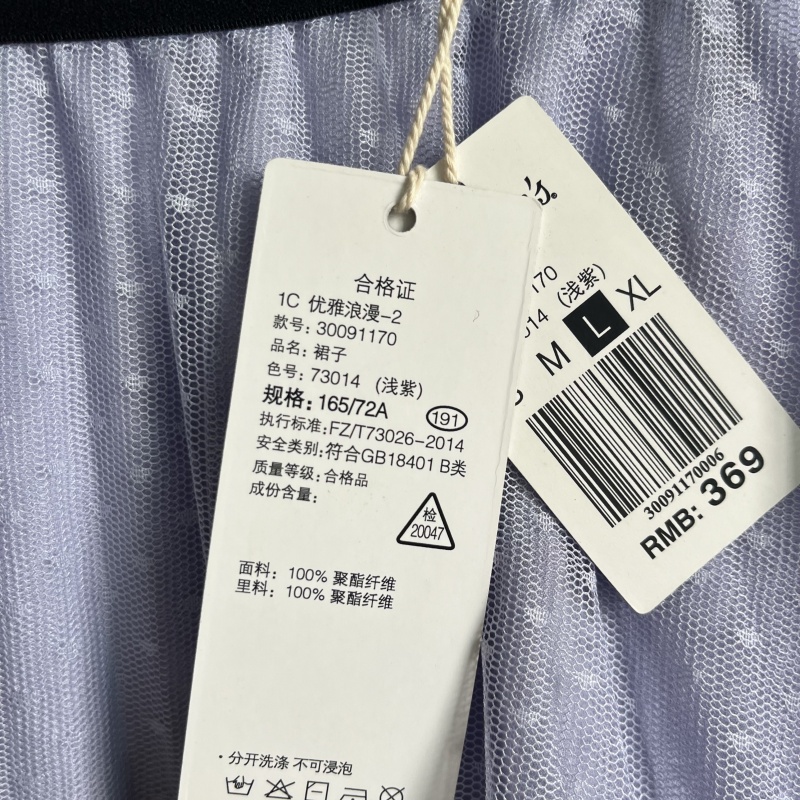 合格证
1C 优雅浪漫-2
款号: 30091170
品名: 裙子
色号: 73014 (浅紫)
规格: 165/72A
191
执行标准:FZ/T73026-2014
安全类别:符合GB18401 B类
质量等级:合格品
成份含量:
检
20047
面料: 100% 聚酯纤维
里料: 100% 聚酯纤维
·分开洗涤 不可浸泡
170
014 (浅紫)
S M L XL
30091170006
RMB: 369